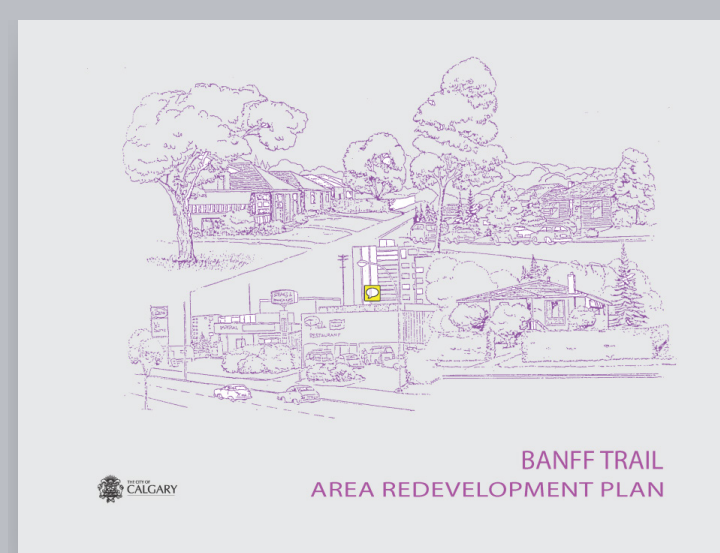 RESTAURANT
BANFF TRAIL
AREA REDEVELOPMENT PLAN
THE CITY OF
CALGARY